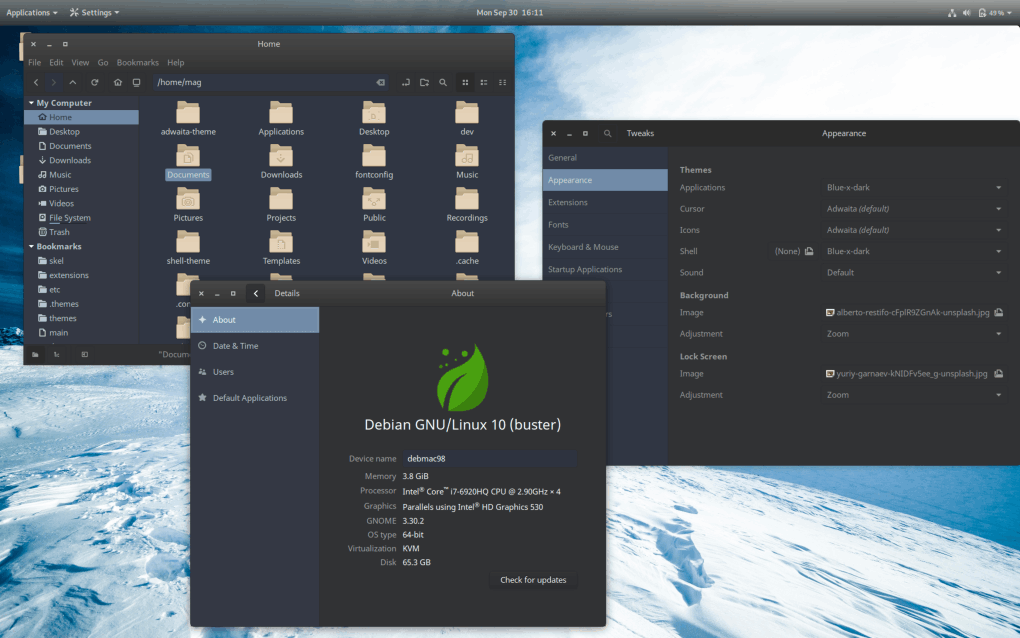 Applications Settings Mon Sep 30 16:11 49%
Home
File Edit View Go Bookmarks Help
/home/mag
My Computer
Home
Desktop
Documents
Downloads
Music
Pictures
Videos
File System
Trash
Bookmarks
skel
extensions
etc
.themes
themes
main
adwaita-theme Applications Desktop dev
Documents Downloads fontconfig Music
Pictures Projects Public Recordings
shell-theme Templates Videos .cache
Tweaks Appearance
General
Appearance
Extensions
Fonts
Keyboard & Mouse
Startup Applications
Themes
Applications Blue-x-dark
Cursor Adwaita (default)
Icons Adwaita (default)
Shell (None) Blue-x-dark
Sound Default
Background
Image alberto-restifo-cFplR9ZGnAk-unsplash.jpg
Adjustment Zoom
Lock Screen
Image yuriy-garnaev-kNIDFv5ee_g-unsplash.jpg
Adjustment Zoom
Details About
About
Date & Time
Users
Default Applications
Debian GNU/Linux 10 (buster)
Device name debmac98
Memory 3.8 GiB
Processor Intel® Core™ i7-6920HQ CPU @ 2.90GHz × 4
Graphics Parallels using Intel® HD Graphics 530
GNOME 3.30.2
OS type 64-bit
Virtualization KVM
Disk 65.3 GB
Check for updates